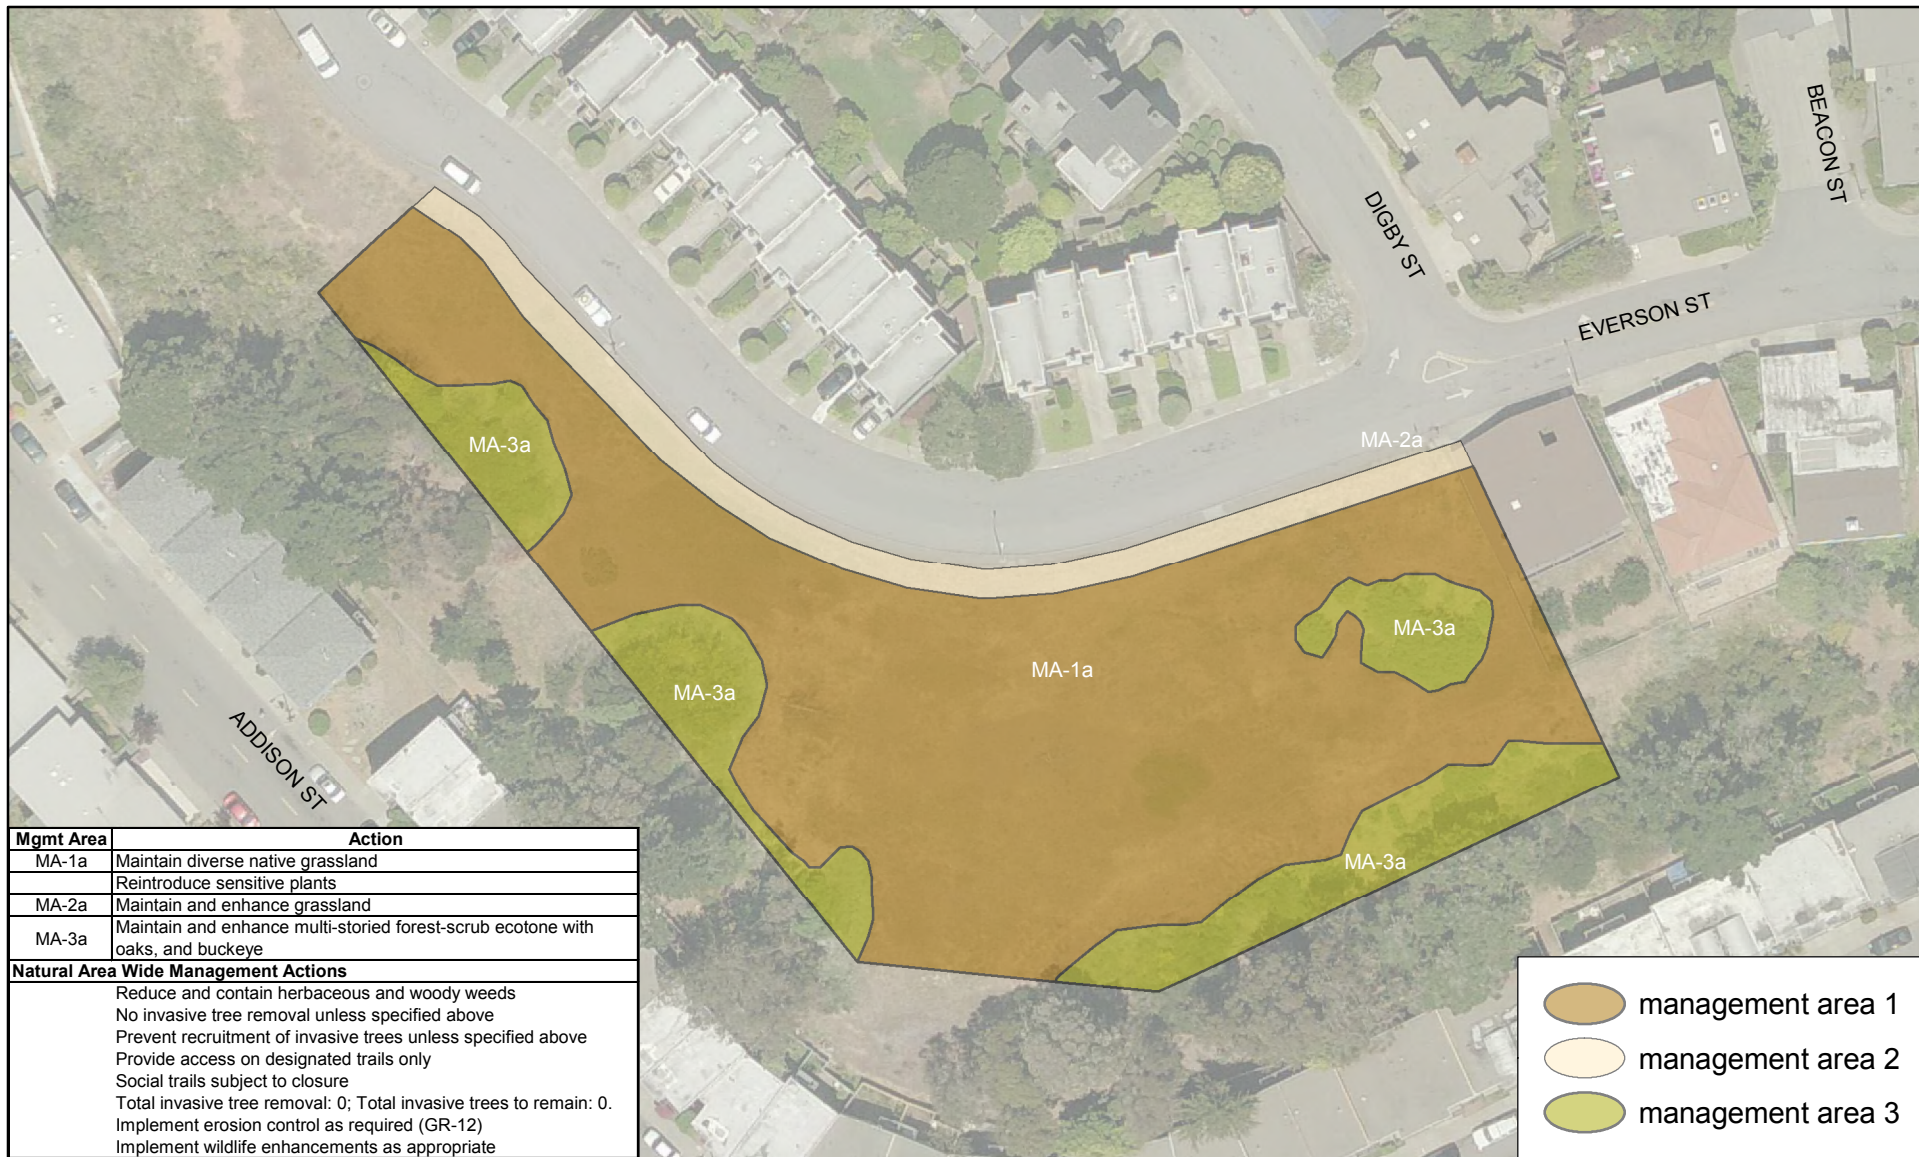 BEACON ST
DIGBY ST
EVERSON ST
MA-2a
MA-3a
MA-3a
MA-1a
MA-3a
ADDISON ST
MA-3a
Mgmt Area Action
MA-1a Maintain diverse native grassland
Reintroduce sensitive plants
MA-2a Maintain and enhance grassland
MA-3a Maintain and enhance multi-storied forest-scrub ecotone with
oaks, and buckeye
Natural Area Wide Management Actions
Reduce and contain herbaceous and woody weeds
No invasive tree removal unless specified above
Prevent recruitment of invasive trees unless specified above
Provide access on designated trails only
Social trails subject to closure
Total invasive tree removal: 0; Total invasive trees to remain: 0.
Implement erosion control as required (GR-12)
Implement wildlife enhancements as appropriate
management area 1
management area 2
management area 3